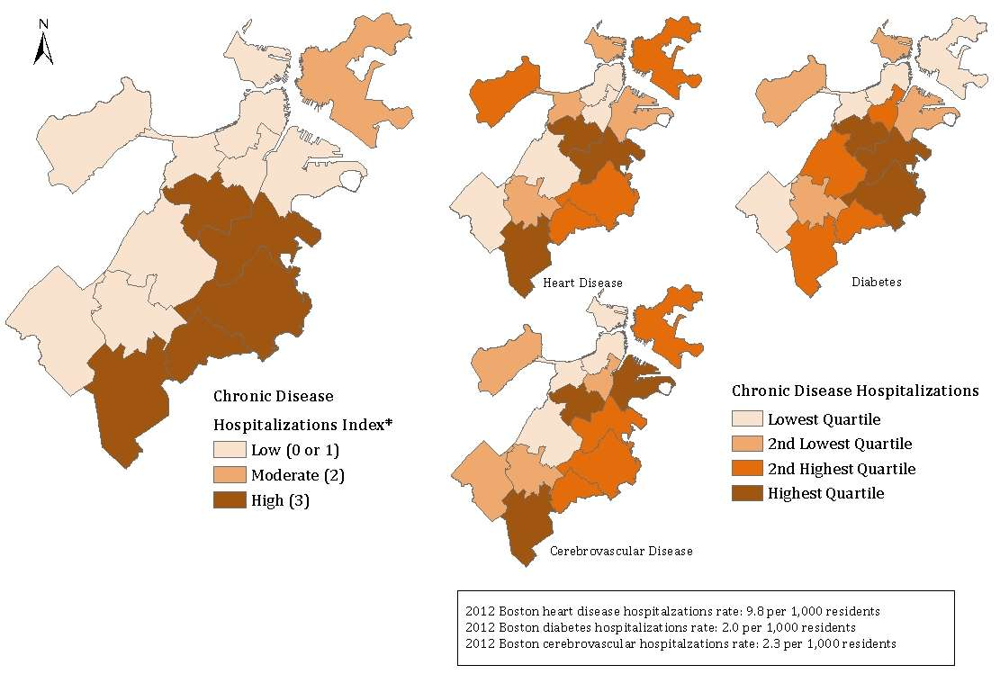 N
Heart Disease
Diabetes
Chronic Disease
Hospitalizations Index*
Low (0 or 1)
Moderate (2)
High (3)
Cerebrovascular Disease
Chronic Disease Hospitalizations
Lowest Quartile
2nd Lowest Quartile
2nd Highest Quartile
Highest Quartile
2012 Boston heart disease hospitalzations rate: 9.8 per 1,000 residents
2012 Boston diabetes hospitalizations rate: 2.0 per 1,000 residents
2012 Boston cerebrovascular hospitalzations rate: 2.3 per 1,000 residents